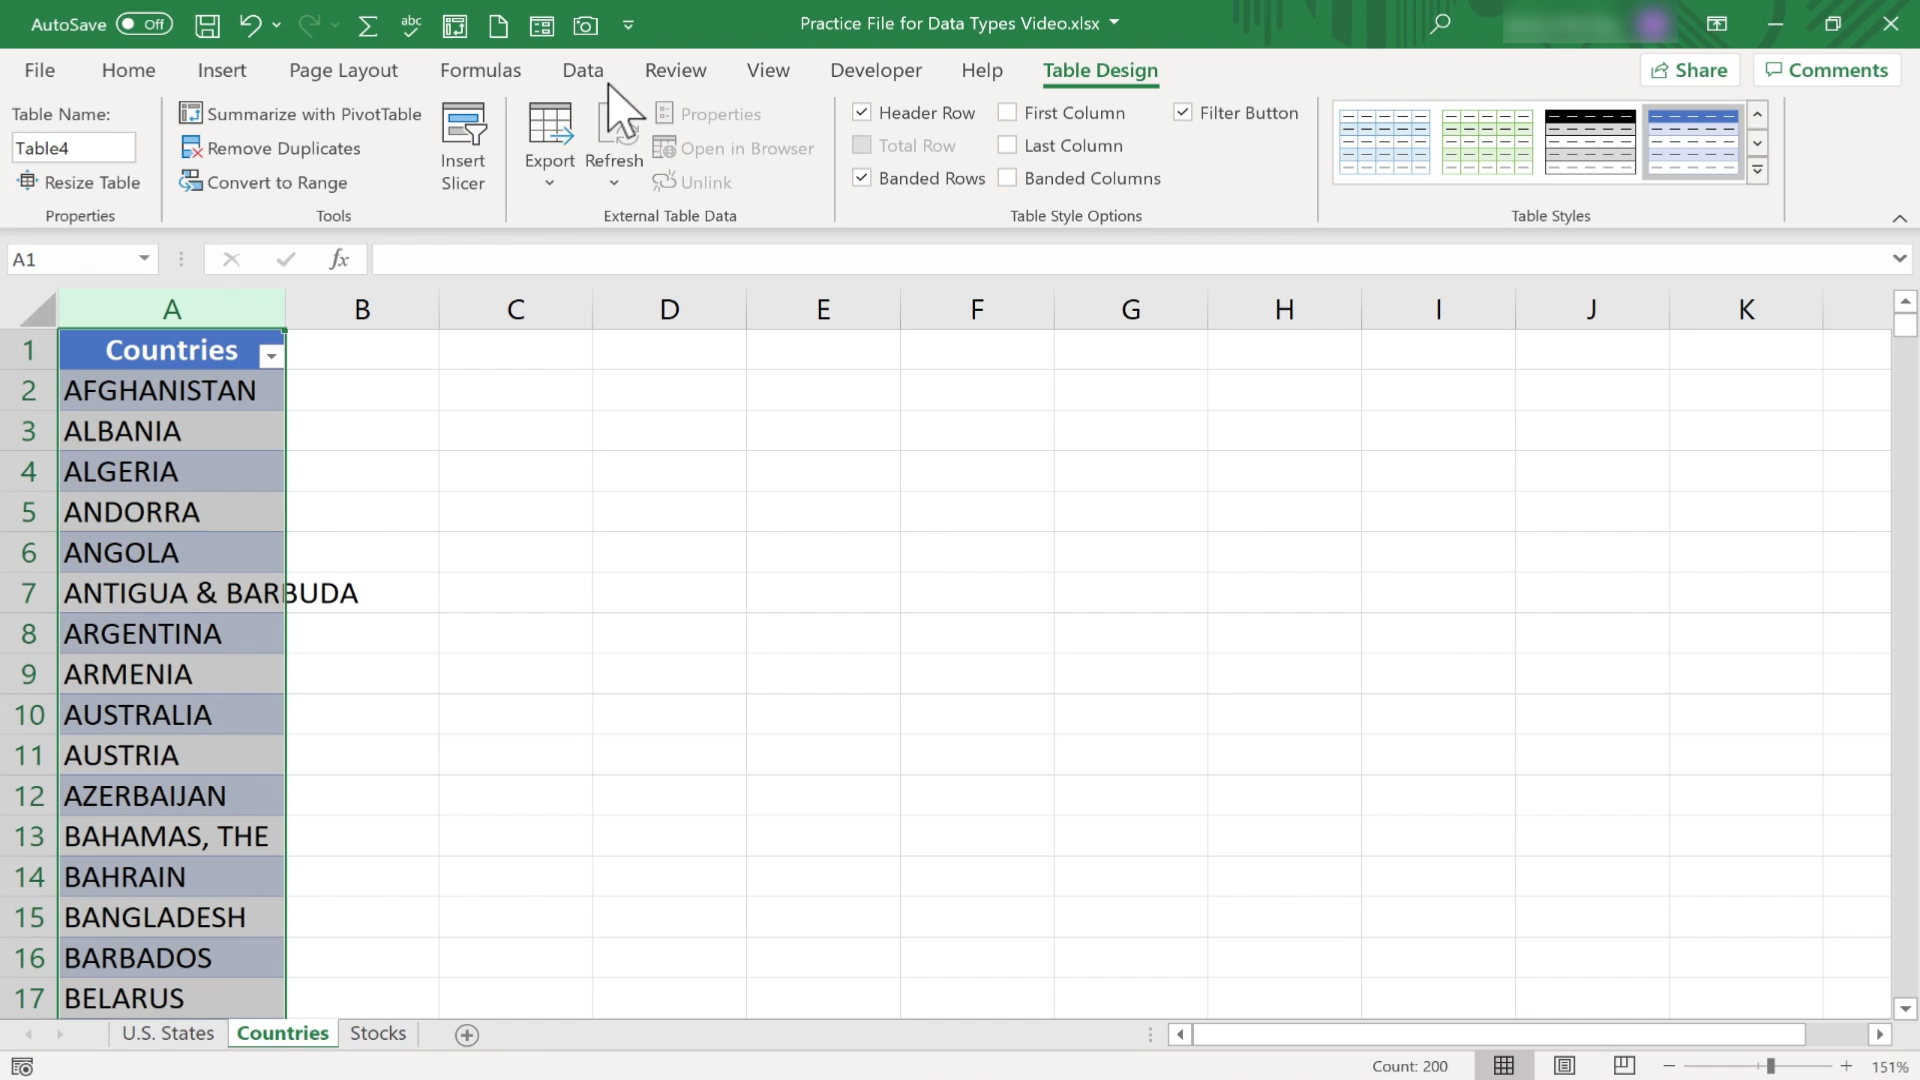 AutoSave Off abc Practice File for Data Types Video.xlsx
File Home Insert Page Layout Formulas Data Review View Developer Help Table Design Share Comments
Table Name:
Table4
Resize Table
Properties
Summarize with PivotTable
Remove Duplicates
Convert to Range
Tools
Insert
Slicer
Export
Refresh
Properties
Open in Browser
Unlink
External Table Data
Header Row First Column Filter Button
Total Row Last Column
Banded Rows Banded Columns
Table Style Options
Table Styles
A1 fx
A B C D E F G H I J K
1 Countries
2 AFGHANISTAN
3 ALBANIA
4 ALGERIA
5 ANDORRA
6 ANGOLA
7 ANTIGUA & BARBUDA
8 ARGENTINA
9 ARMENIA
10 AUSTRALIA
11 AUSTRIA
12 AZERBAIJAN
13 BAHAMAS, THE
14 BAHRAIN
15 BANGLADESH
16 BARBADOS
17 BELARUS
U.S. States Countries Stocks
Count: 200 151%